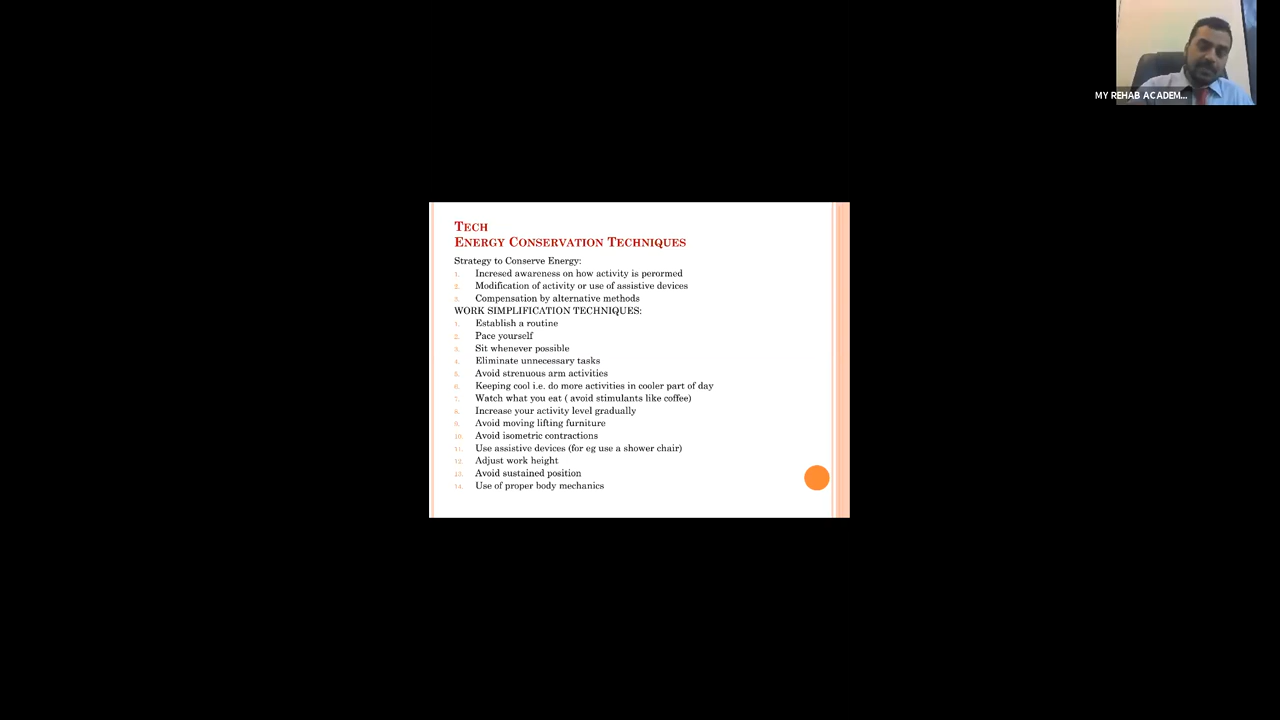 MY REHAB ACADEM...
TECH
ENERGY CONSERVATION TECHNIQUES
Strategy to Conserve Energy:
1. Incresed awareness on how activity is perormed
2. Modification of activity or use of assistive devices
3. Compensation by alternative methods
WORK SIMPLIFICATION TECHNIQUES:
1. Establish a routine
2. Pace yourself
3. Sit whenever possible
4. Eliminate unnecessary tasks
5. Avoid strenuous arm activities
6. Keeping cool i.e. do more activities in cooler part of day
7. Watch what you eat ( avoid stimulants like coffee)
8. Increase your activity level gradually
9. Avoid moving lifting furniture
10. Avoid isometric contractions
11. Use assistive devices (for eg use a shower chair)
12. Adjust work height
13. Avoid sustained position
14. Use of proper body mechanics